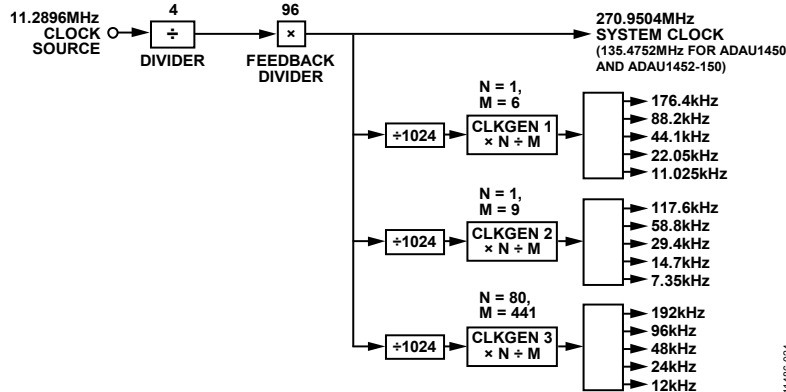 11.2896MHz
CLOCK
SOURCE
4
÷
DIVIDER
96
×
FEEDBACK
DIVIDER
270.9504MHz
SYSTEM CLOCK
(135.4752MHz FOR ADAU1450
AND ADAU1452-150)
N = 1,
M = 6
÷1024
CLKGEN 1
× N ÷ M
176.4kHz
88.2kHz
44.1kHz
22.05kHz
11.025kHz
N = 1,
M = 9
÷1024
CLKGEN 2
× N ÷ M
117.6kHz
58.8kHz
29.4kHz
14.7kHz
7.35kHz
N = 80,
M = 441
÷1024
CLKGEN 3
× N ÷ M
192kHz
96kHz
48kHz
24kHz
12kHz